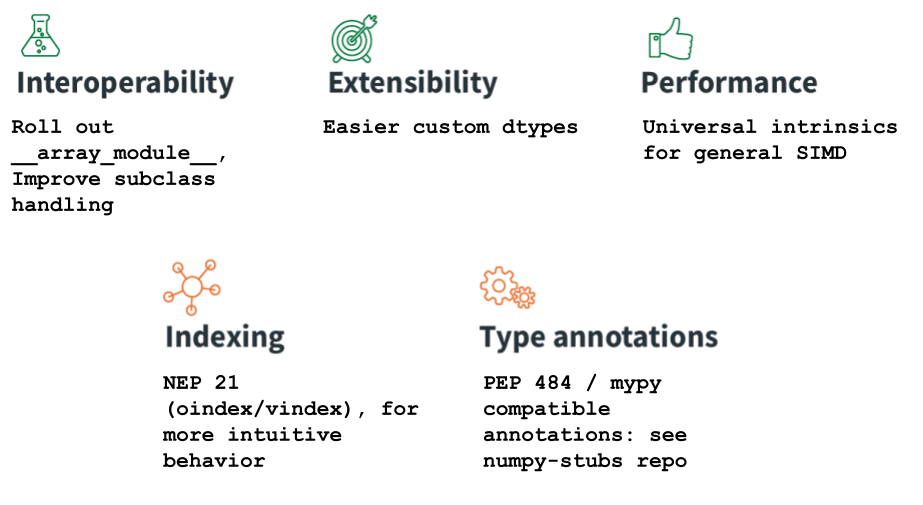 Interoperability
Roll out
__array_module__,
Improve subclass
handling
Extensibility
Easier custom dtypes
Performance
Universal intrinsics
for general SIMD
Indexing
NEP 21
(oindex/vindex), for
more intuitive
behavior
Type annotations
PEP 484 / mypy
compatible
annotations: see
numpy-stubs repo